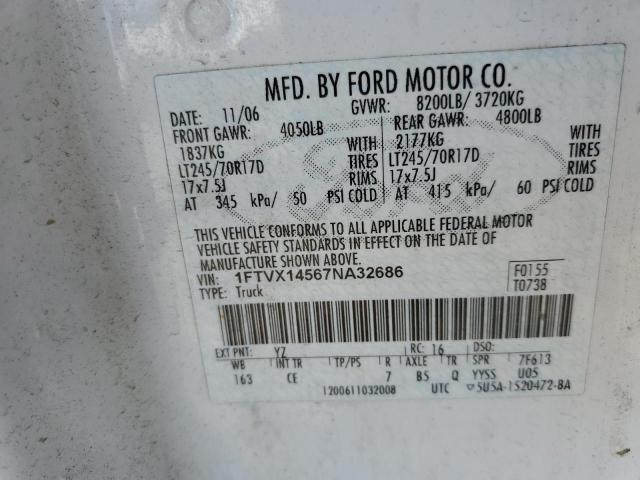 MFD. BY FORD MOTOR CO.
DATE: 11/06 GVWR: 8200LB/ 3720KG
FRONT GAWR: 4050LB REAR GAWR: 4800LB
1837KG WITH 2177KG WITH
LT245/70R17D TIRES LT245/70R17D TIRES
17x7.5J RIMS 17x7.5J RIMS
AT 345 kPa/ 50 PSI COLD AT 415 kPa/ 60 PSI COLD
THIS VEHICLE CONFORMS TO ALL APPLICABLE FEDERAL MOTOR
VEHICLE SAFETY STANDARDS IN EFFECT ON THE DATE OF
MANUFACTURE SHOWN ABOVE.
VIN: 1FTVX14567NA32686 F0155
TYPE: Truck T0738
EXT PNT: YZ RC: 16 DSO:
WB INT TR TP/PS R AXLE TR SPR 7F613
163 CE 7 B5 Q YYSS U05
1200611032008 UTC ▽5U5A-1520472-BA